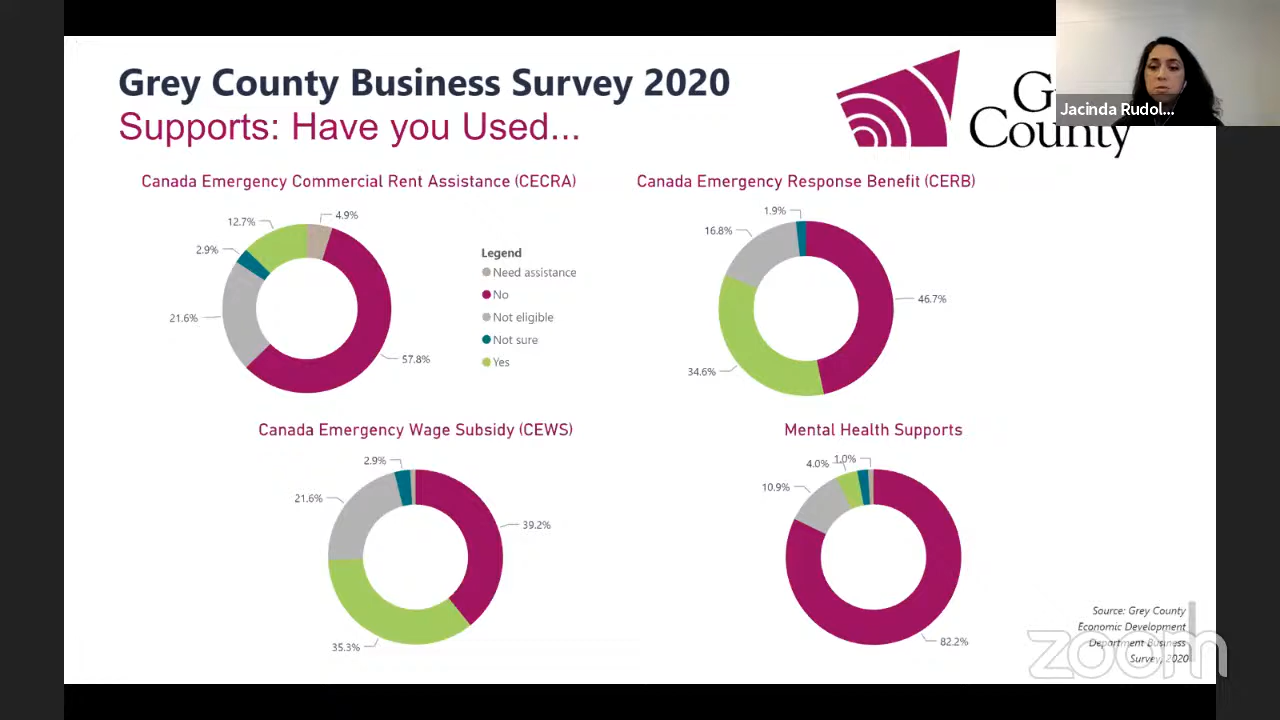 Grey County Business Survey 2020
Supports: Have you Used...
County
Jacinda Rudol...
Canada Emergency Commercial Rent Assistance (CECRA)
4.9%
12.7%
2.9%
21.6%
57.8%
Legend
Need assistance
No
Not eligible
Not sure
Yes
Canada Emergency Response Benefit (CERB)
1.9%
16.8%
46.7%
34.6%
Canada Emergency Wage Subsidy (CEWS)
2.9%
21.6%
39.2%
35.3%
Mental Health Supports
1.0%
4.0%
10.9%
82.2%
Source: Grey County
Economic Development
Department Business
Survey, 2020
zoom